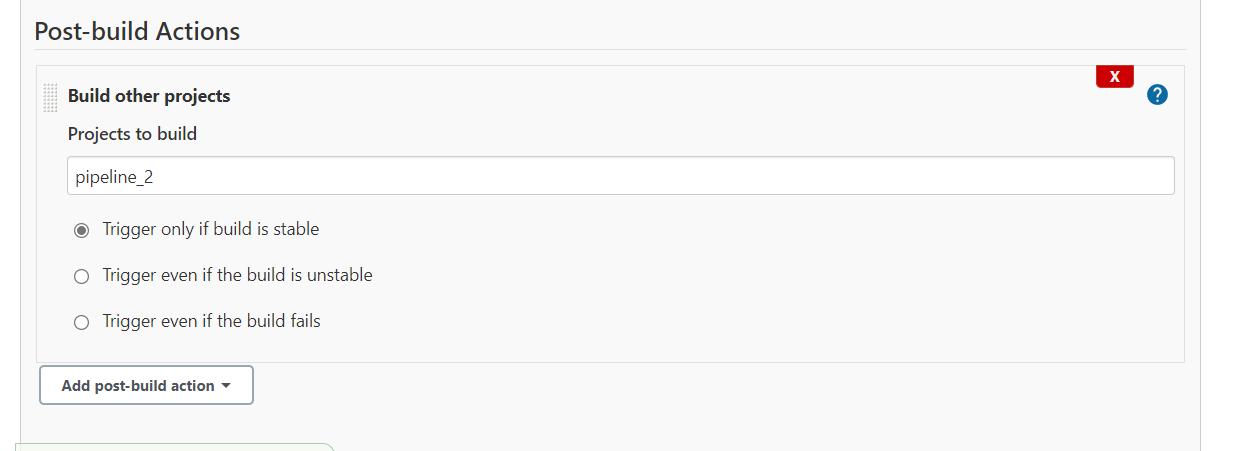 Post-build Actions
X
Build other projects
?
Projects to build
pipeline_2
Trigger only if build is stable
Trigger even if the build is unstable
Trigger even if the build fails
Add post-build action